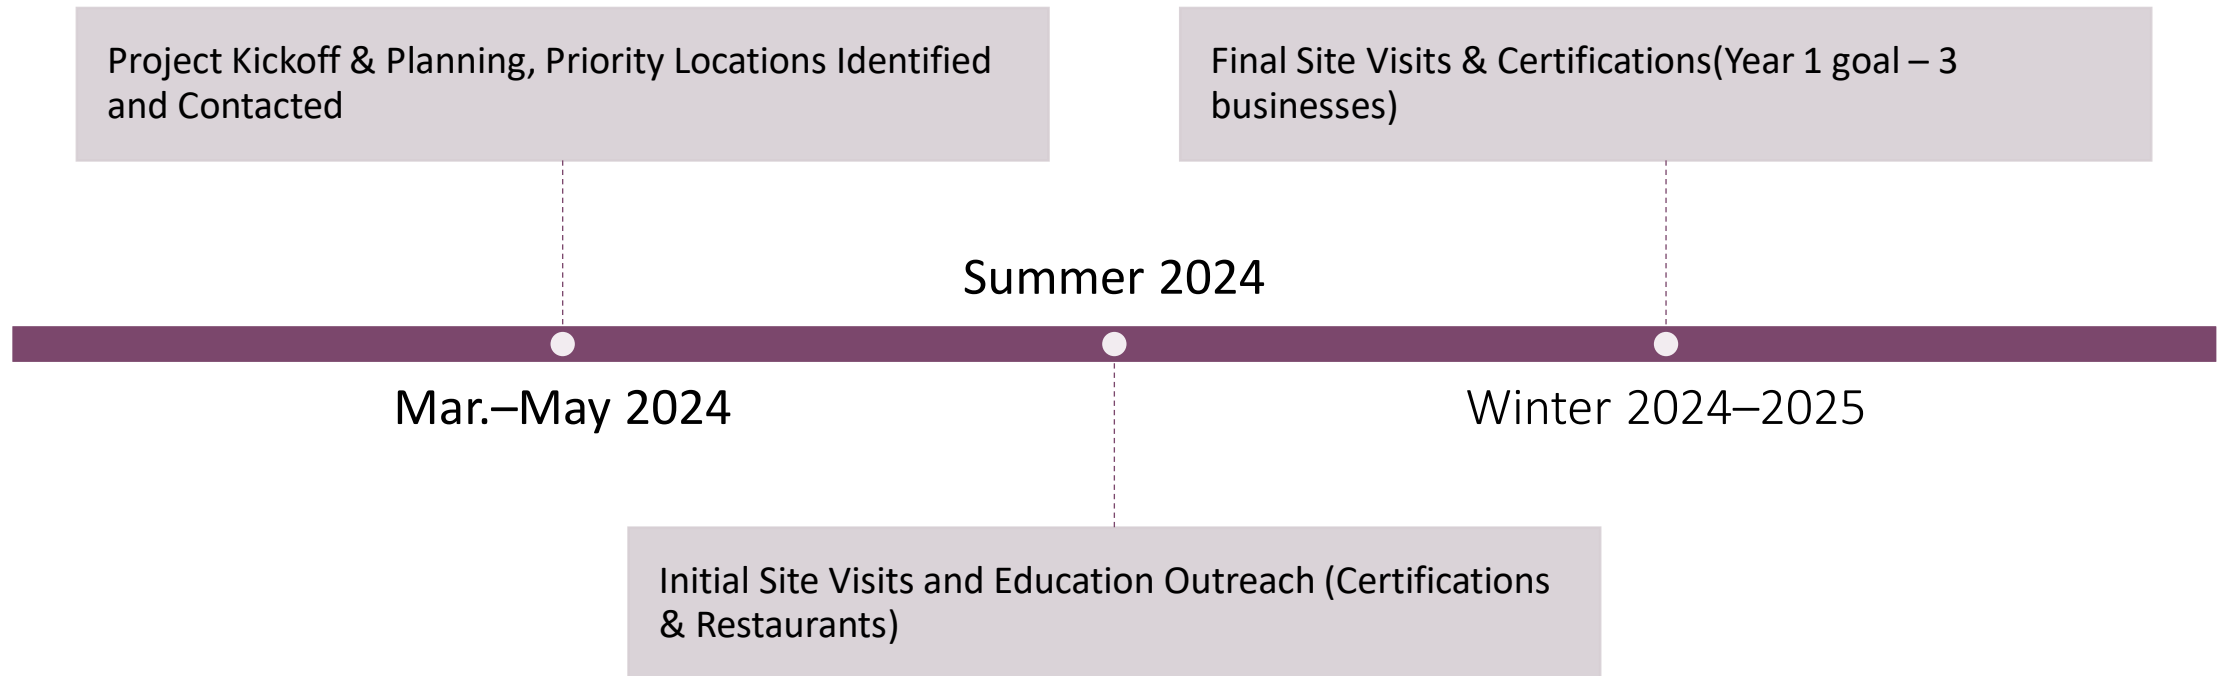 Project Kickoff & Planning, Priority Locations Identified
and Contacted
Final Site Visits & Certifications(Year 1 goal – 3
businesses)
Summer 2024
Mar.–May 2024
Winter 2024–2025
Initial Site Visits and Education Outreach (Certifications
& Restaurants)